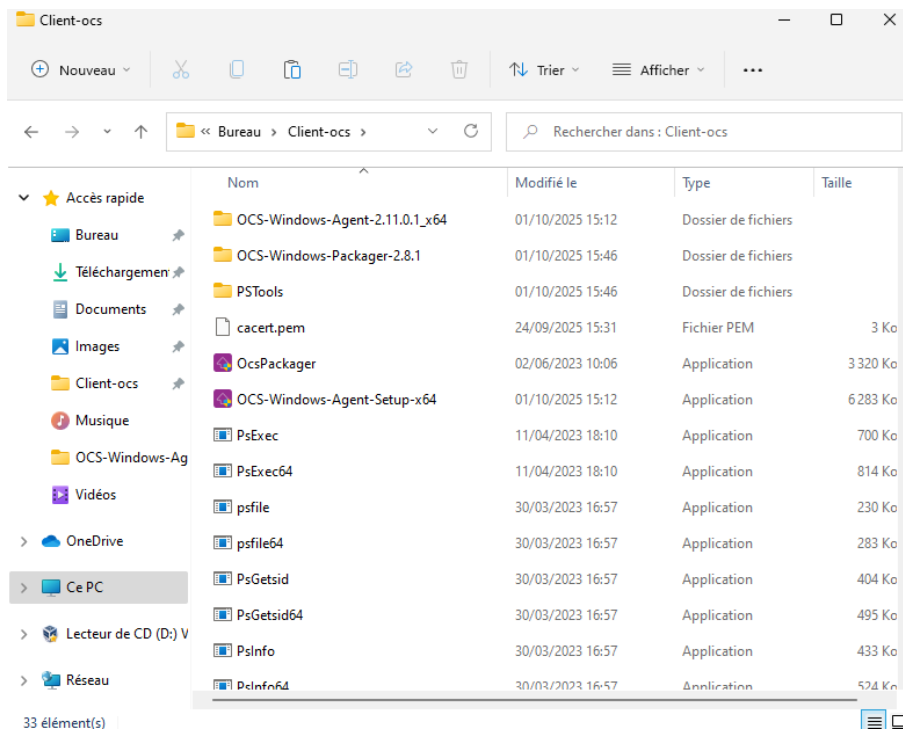 Client-ocs
Nouveau Trier Afficher ...
« Bureau > Client-ocs > Rechercher dans : Client-ocs
Nom Modifié le Type Taille
Accès rapide
Bureau
Téléchargemen
Documents
Images
Client-ocs
Musique
OCS-Windows-Ag
Vidéos
OneDrive
Ce PC
Lecteur de CD (D:) V
Réseau
OCS-Windows-Agent-2.11.0.1_x64 01/10/2025 15:12 Dossier de fichiers
OCS-Windows-Packager-2.8.1 01/10/2025 15:46 Dossier de fichiers
PSTools 01/10/2025 15:46 Dossier de fichiers
cacert.pem 24/09/2025 15:31 Fichier PEM 3 Ko
OcsPackager 02/06/2023 10:06 Application 3 320 Ko
OCS-Windows-Agent-Setup-x64 01/10/2025 15:12 Application 6 283 Ko
PsExec 11/04/2023 18:10 Application 700 Ko
PsExec64 11/04/2023 18:10 Application 814 Ko
psfile 30/03/2023 16:57 Application 230 Ko
psfile64 30/03/2023 16:57 Application 283 Ko
PsGetsid 30/03/2023 16:57 Application 404 Ko
PsGetsid64 30/03/2023 16:57 Application 495 Ko
PsInfo 30/03/2023 16:57 Application 433 Ko
PsInfo64 30/03/2023 16:57 Application 524 Ko
33 élément(s)